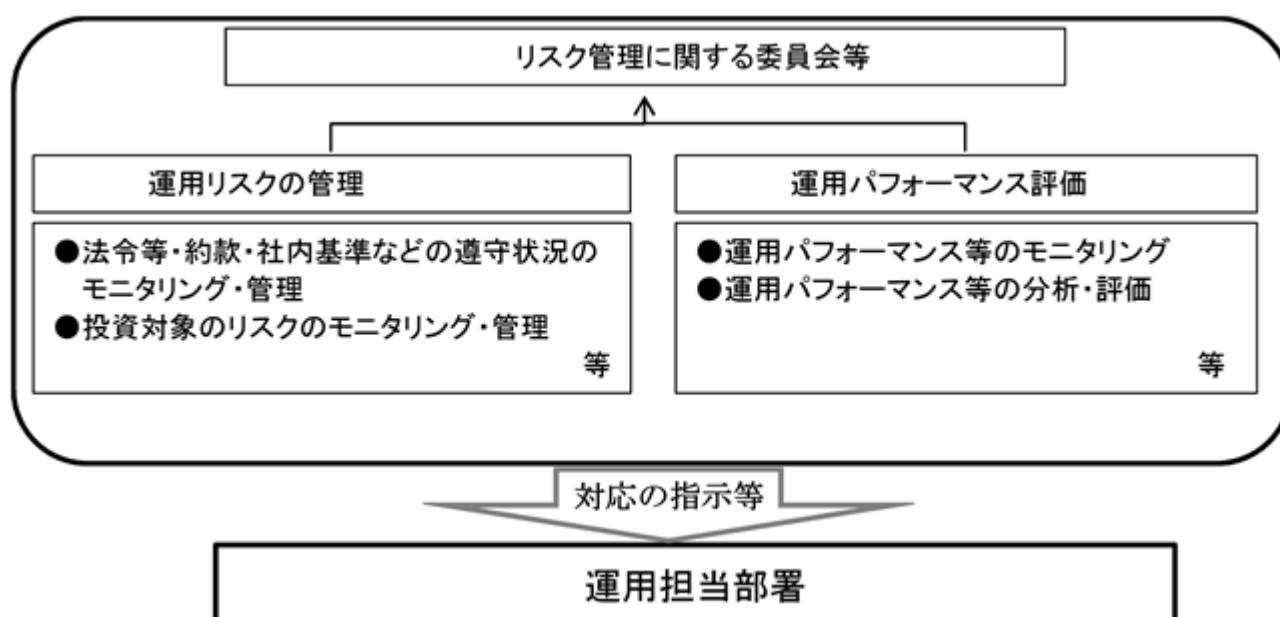 リスク管理に関する委員会等
運用リスクの管理
●法令等・約款・社内基準などの遵守状況の
モニタリング・管理
●投資対象のリスクのモニタリング・管理
等
運用パフォーマンス評価
●運用パフォーマンス等のモニタリング
●運用パフォーマンス等の分析・評価
等
対応の指示等
運用担当部署